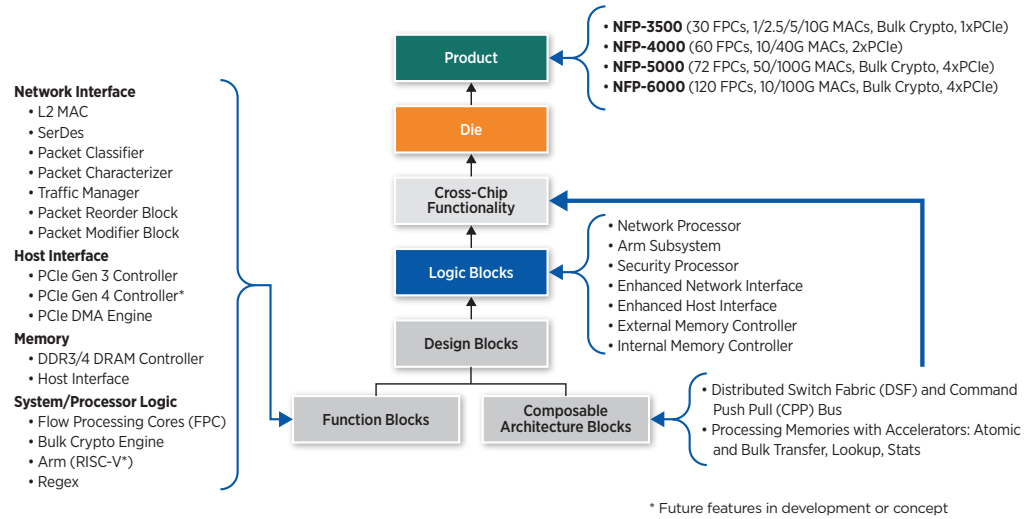 Product
• NFP-3500 (30 FPCs, 1/2.5/5/10G MACs, Bulk Crypto, 1xPCIe)
• NFP-4000 (60 FPCs, 10/40G MACs, 2xPCIe)
• NFP-5000 (72 FPCs, 50/100G MACs, Bulk Crypto, 4xPCIe)
• NFP-6000 (120 FPCs, 10/100G MACs, Bulk Crypto, 4xPCIe)
Die
Cross-Chip
Functionality
Logic Blocks
• Network Processor
• Arm Subsystem
• Security Processor
• Enhanced Network Interface
• Enhanced Host Interface
• External Memory Controller
• Internal Memory Controller
Design Blocks
Function Blocks
Composable
Architecture Blocks
• Distributed Switch Fabric (DSF) and Command
Push Pull (CPP) Bus
• Processing Memories with Accelerators: Atomic
and Bulk Transfer, Lookup, Stats
Network Interface
• L2 MAC
• SerDes
• Packet Classifier
• Packet Characterizer
• Traffic Manager
• Packet Reorder Block
• Packet Modifier Block
Host Interface
• PCIe Gen 3 Controller
• PCIe Gen 4 Controller*
• PCIe DMA Engine
Memory
• DDR3/4 DRAM Controller
• Host Interface
System/Processor Logic
• Flow Processing Cores (FPC)
• Bulk Crypto Engine
• Arm (RISC-V*)
• Regex
* Future features in development or concept